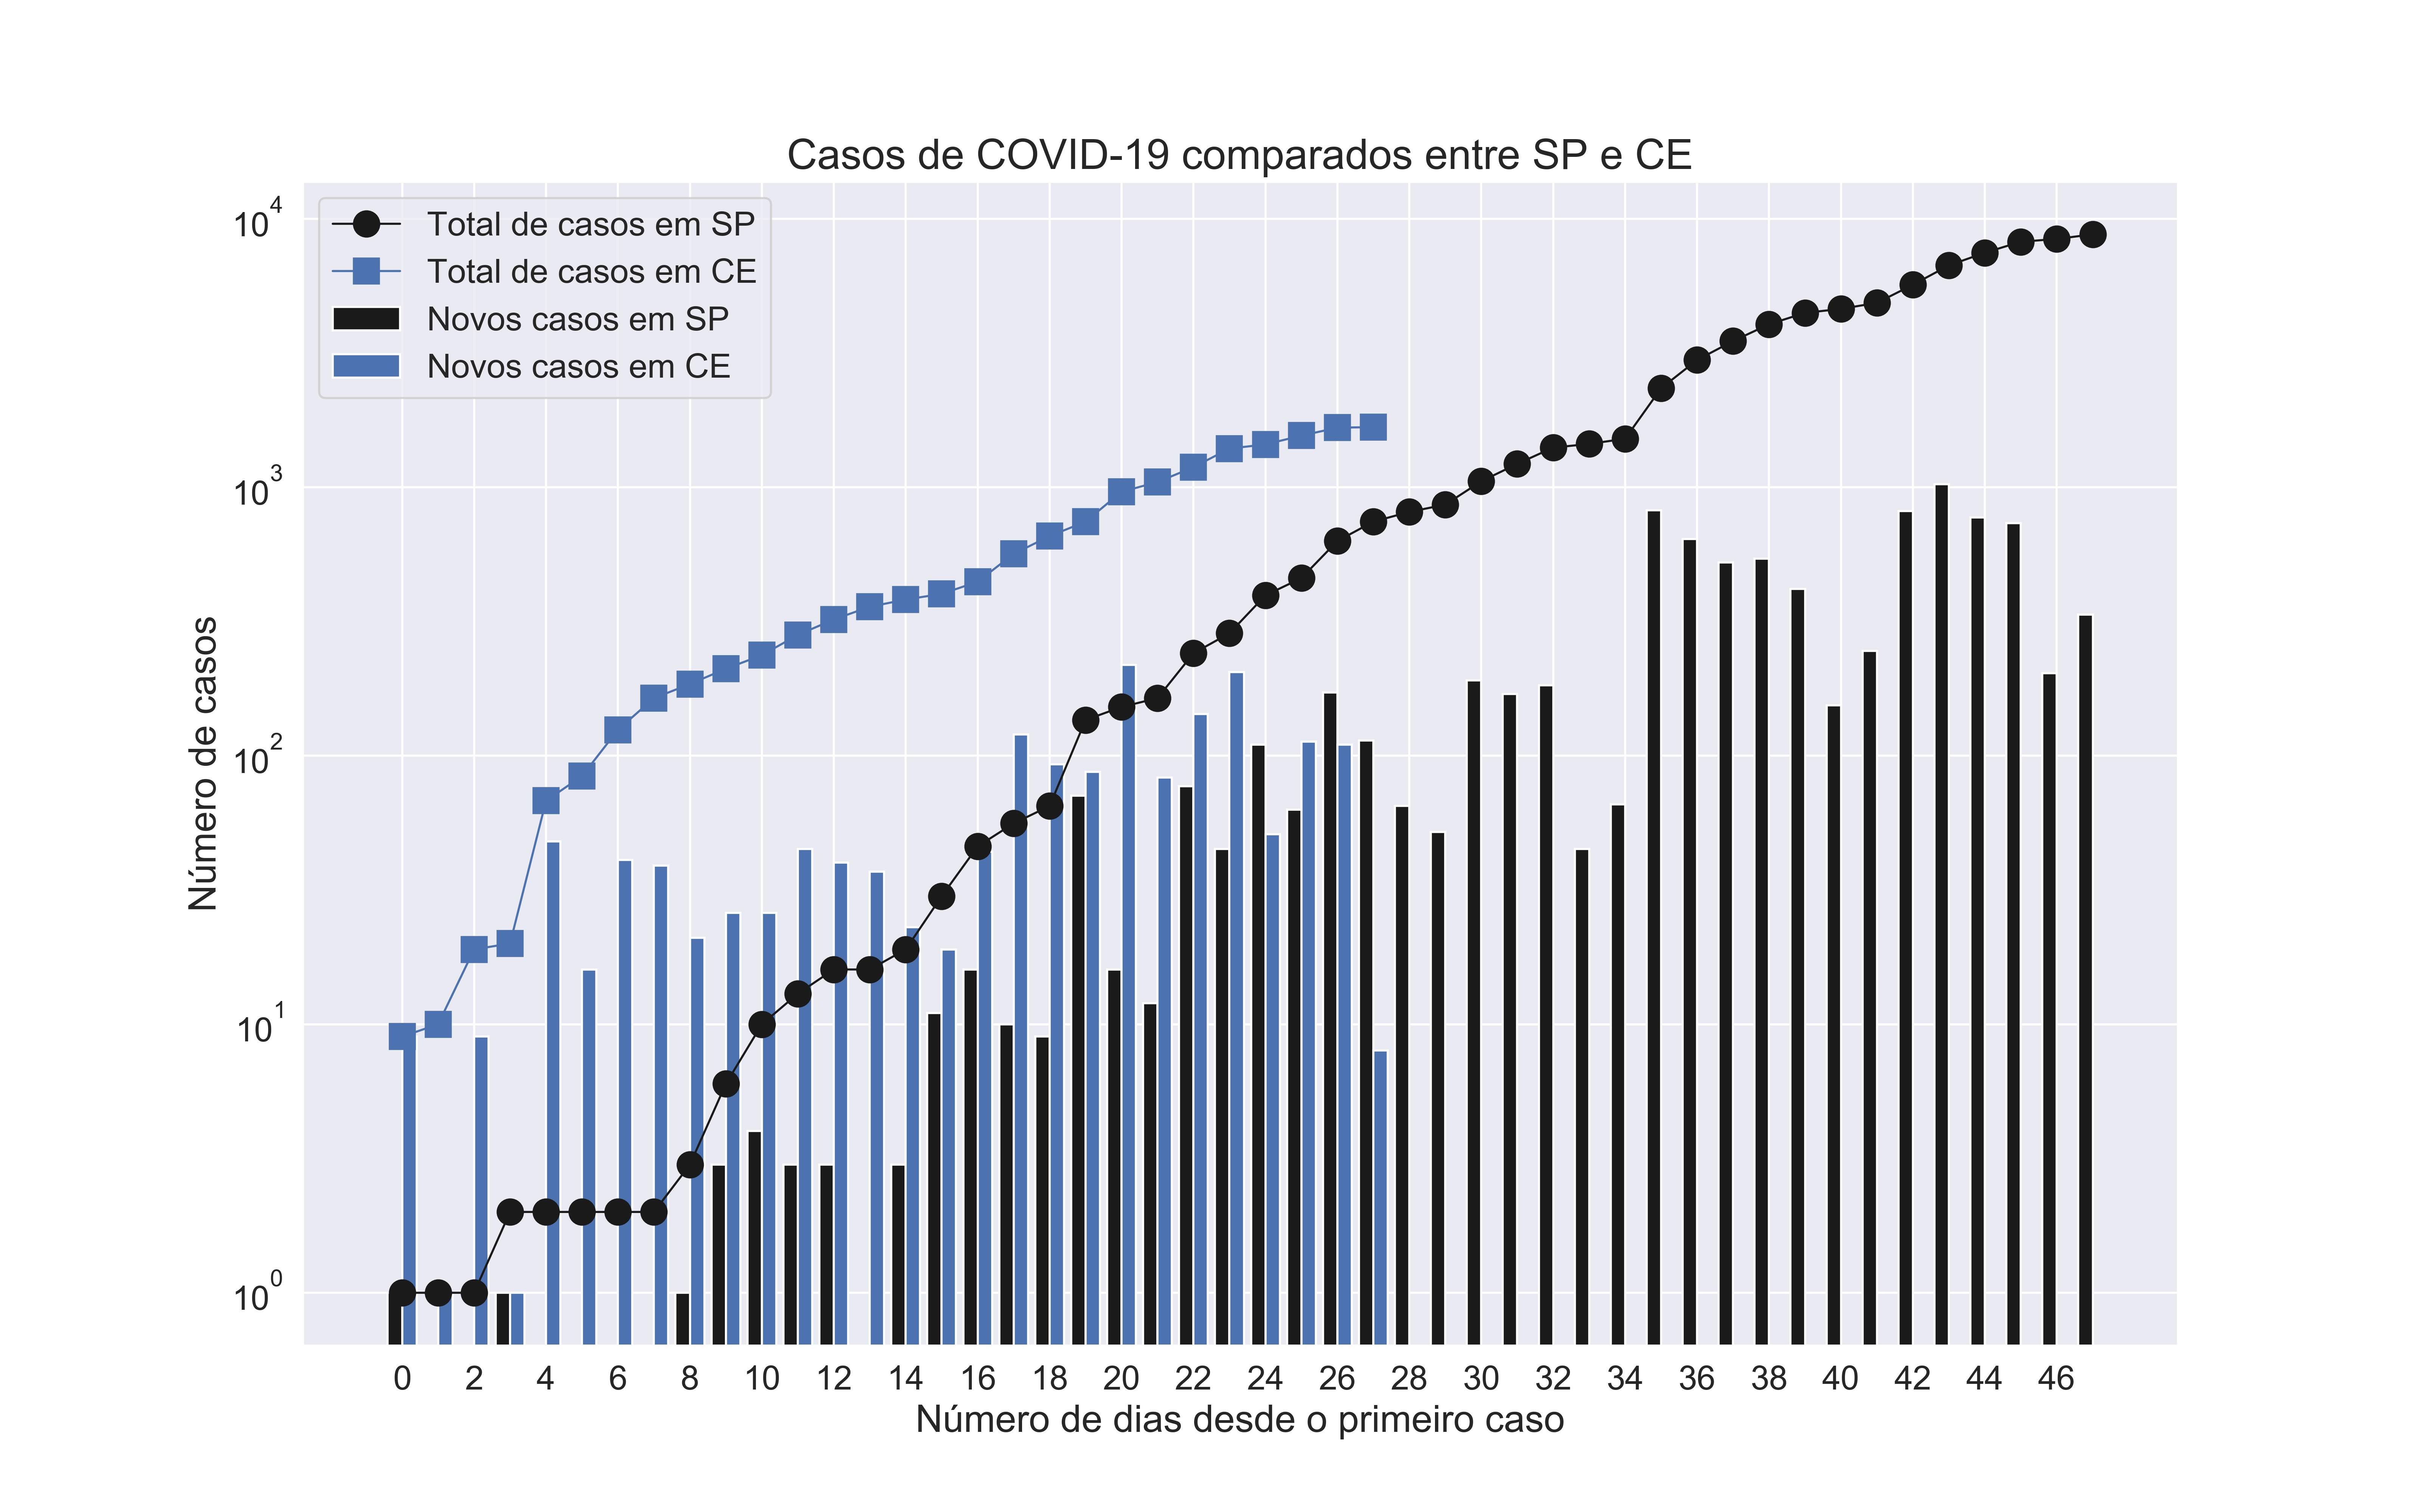 Casos de COVID-19 comparados entre SP e CE
Total de casos em SP
Total de casos em CE
Novos casos em SP
Novos casos em CE
Número de casos
10^4
10^3
10^2
10^1
10^0
0 2 4 6 8 10 12 14 16 18 20 22 24 26 28 30 32 34 36 38 40 42 44 46
Número de dias desde o primeiro caso